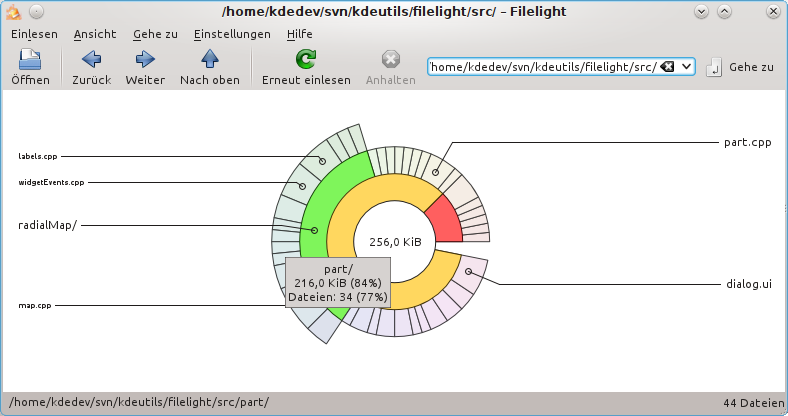 /home/kdedev/svn/kdeutils/filelight/src/ – Filelight
Einlesen Ansicht Gehe zu Einstellungen Hilfe
Öffnen Zurück Weiter Nach oben Erneut einlesen Anhalten /home/kdedev/svn/kdeutils/filelight/src/ Gehe zu
part.cpp
labels.cpp
widgetEvents.cpp
radialMap/
256,0 KiB
part/
216,0 KiB (84%)
Dateien: 34 (77%)
dialog.ui
map.cpp
/home/kdedev/svn/kdeutils/filelight/src/part/ 44 Dateien